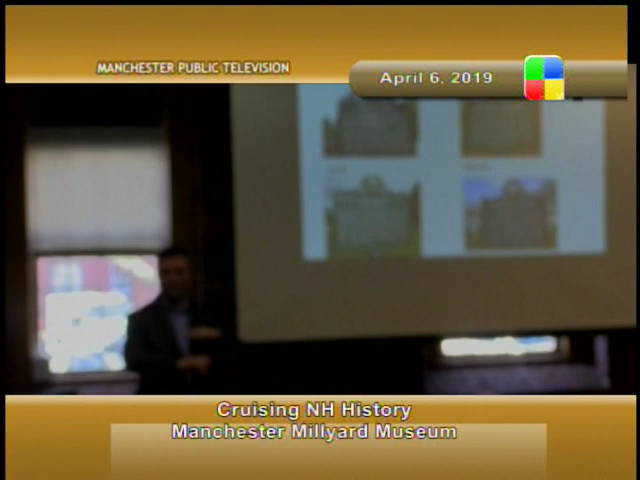 MANCHESTER PUBLIC TELEVISION
April 6, 2019
Cruising NH History
Manchester Millyard Museum